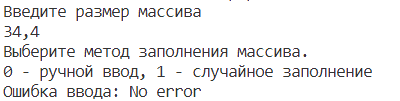 Введите размер массива
34,4
Выберите метод заполнения массива.
0 - ручной ввод, 1 - случайное заполнение
Ошибка ввода: No error